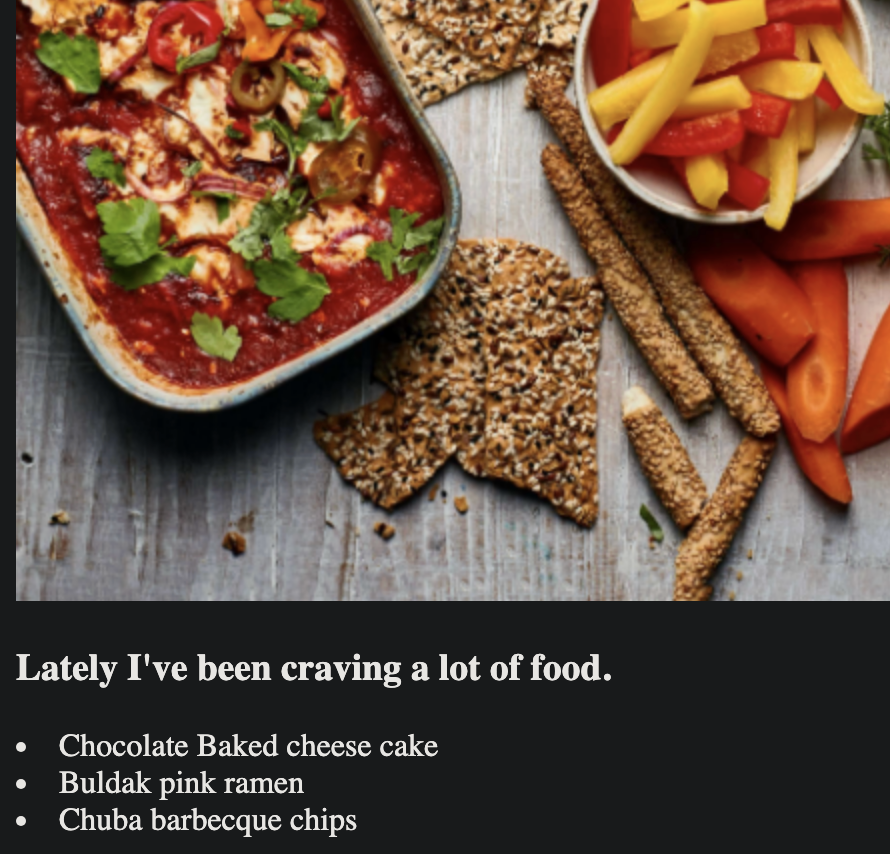 Lately I've been craving a lot of food.
Chocolate Baked cheese cake
Buldak pink ramen
Chuba barbecque chips